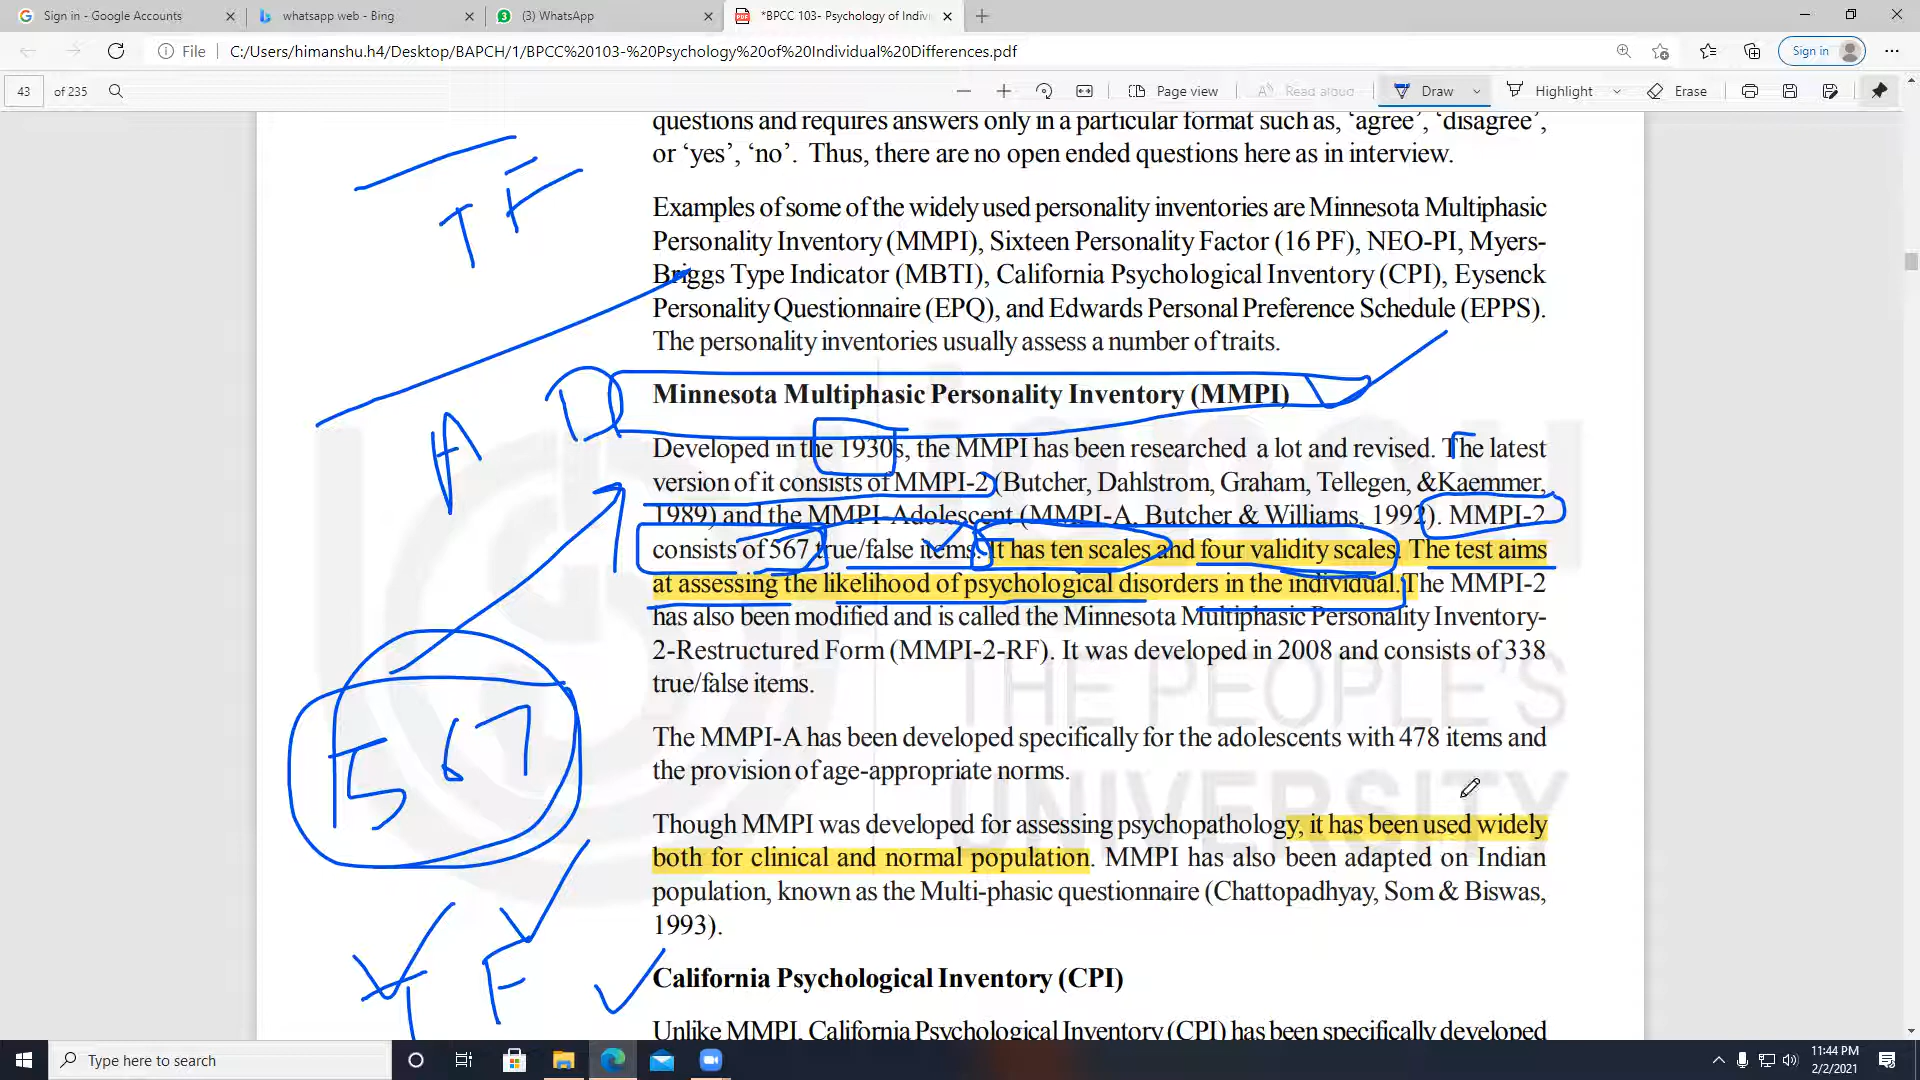 Sign in - Google Accounts
whatsapp web - Bing
(3) WhatsApp
*BPCC 103- Psychology of Indivi
File
C:/Users/himanshu.h4/Desktop/BAPCH/1/BPCC%20103-%20Psychology%20of%20Individual%20Differences.pdf
Sign in
43 of 235
Page view
Read aloud
Draw
Highlight
Erase
questions and requires answers only in a particular format such as, ‘agree’, ‘disagree’,
or ‘yes’, ‘no’. Thus, there are no open ended questions here as in interview.
T F
Examples of some of the widely used personality inventories are Minnesota Multiphasic
Personality Inventory (MMPI), Sixteen Personality Factor (16 PF), NEO-PI, Myers-
Briggs Type Indicator (MBTI), California Psychological Inventory (CPI), Eysenck
Personality Questionnaire (EPQ), and Edwards Personal Preference Schedule (EPPS).
The personality inventories usually assess a number of traits.
A D
Minnesota Multiphasic Personality Inventory (MMPI)
Developed in the 1930s, the MMPI has been researched a lot and revised. The latest
version of it consists of MMPI-2 (Butcher, Dahlstrom, Graham, Tellegen, &Kaemmer,
1989) and the MMPI-Adolescent (MMPI-A, Butcher & Williams, 1992). MMPI-2
consists of 567 true/false items. It has ten scales and four validity scales. The test aims
at assessing the likelihood of psychological disorders in the individual. The MMPI-2
has also been modified and is called the Minnesota Multiphasic Personality Inventory-
2-Restructured Form (MMPI-2-RF). It was developed in 2008 and consists of 338
true/false items.
567
The MMPI-A has been developed specifically for the adolescents with 478 items and
the provision of age-appropriate norms.
Though MMPI was developed for assessing psychopathology, it has been used widely
both for clinical and normal population. MMPI has also been adapted on Indian
population, known as the Multi-phasic questionnaire (Chattopadhyay, Som & Biswas,
1993).
T F
California Psychological Inventory (CPI)
Unlike MMPI, California Psychological Inventory (CPI) has been specifically developed
THE PEOPLE'S
UNIVERSITY
Type here to search
11:44 PM
2/2/2021